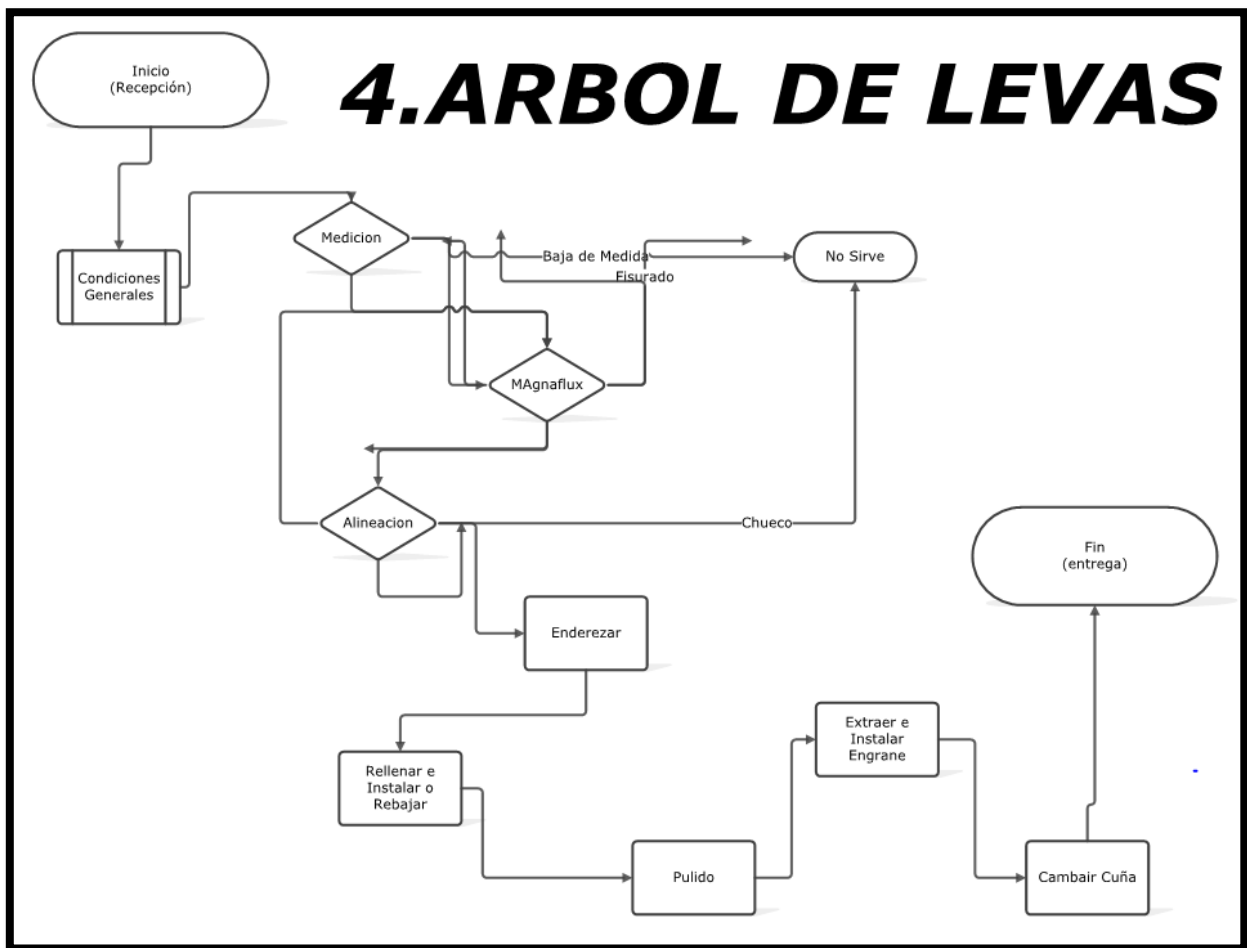 4.ARBOL DE LEVAS
Inicio
(Recepción)
Condiciones
Generales
Medicion
Baja de Medida
Fisurado
No Sirve
MAgnaflux
Alineacion
Chueco
Fin
(entrega)
Enderezar
Rellenar e
Instalar o
Rebajar
Extraer e
Instalar
Engrane
Pulido
Cambair Cuña